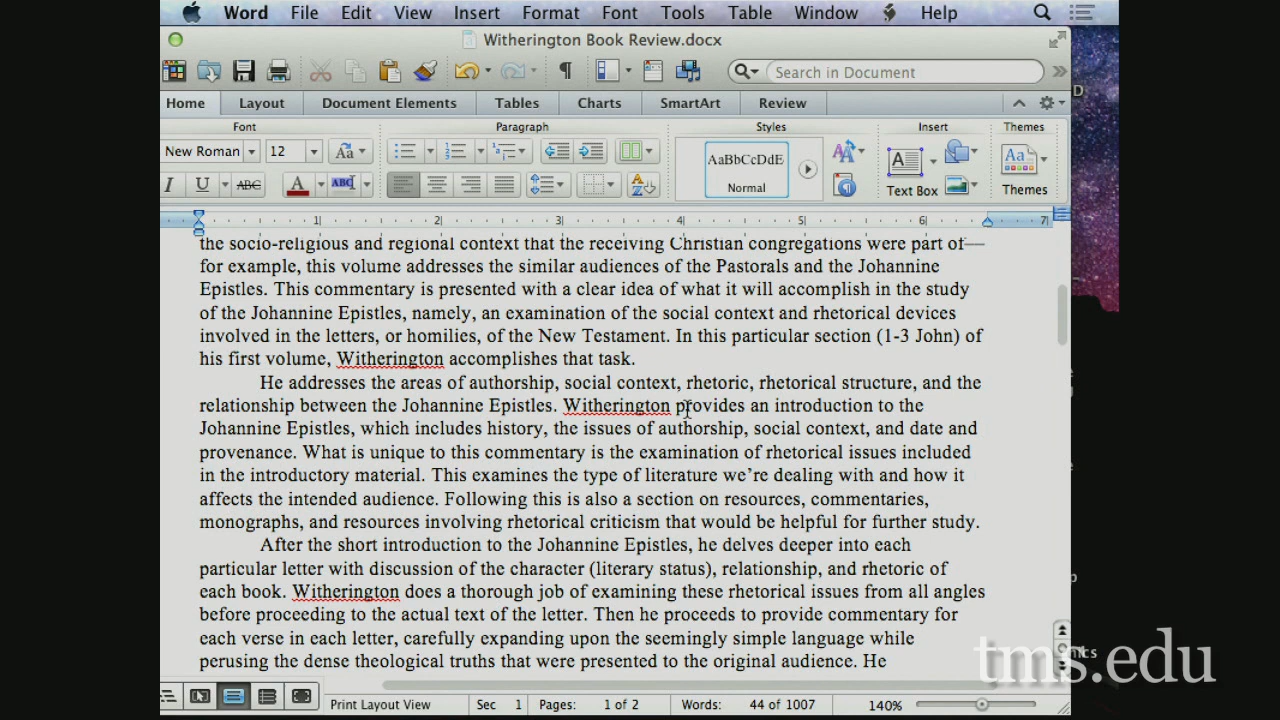 Word File Edit View Insert Format Font Tools Table Window Help
Witherington Book Review.docx
Search in Document
Home Layout Document Elements Tables Charts SmartArt Review
Font Paragraph Styles Insert Themes
New Roman 12 Aa AaBbCcDdE Normal Text Box Aa Themes
I U ABC A ABC A Z
1 2 3 4 5 6 7
the socio-religious and regional context that the receiving Christian congregations were part of—
for example, this volume addresses the similar audiences of the Pastorals and the Johannine
Epistles. This commentary is presented with a clear idea of what it will accomplish in the study
of the Johannine Epistles, namely, an examination of the social context and rhetorical devices
involved in the letters, or homilies, of the New Testament. In this particular section (1-3 John) of
his first volume, Witherington accomplishes that task.
He addresses the areas of authorship, social context, rhetoric, rhetorical structure, and the
relationship between the Johannine Epistles. Witherington provides an introduction to the
Johannine Epistles, which includes history, the issues of authorship, social context, and date and
provenance. What is unique to this commentary is the examination of rhetorical issues included
in the introductory material. This examines the type of literature we’re dealing with and how it
affects the intended audience. Following this is also a section on resources, commentaries,
monographs, and resources involving rhetorical criticism that would be helpful for further study.
After the short introduction to the Johannine Epistles, he delves deeper into each
particular letter with discussion of the character (literary status), relationship, and rhetoric of
each book. Witherington does a thorough job of examining these rhetorical issues from all angles
before proceeding to the actual text of the letter. Then he proceeds to provide commentary for
each verse in each letter, carefully expanding upon the seemingly simple language while
perusing the dense theological truths that were presented to the original audience. He
tms.edu
Print Layout View Sec 1 Pages: 1 of 2 Words: 44 of 1007 140%